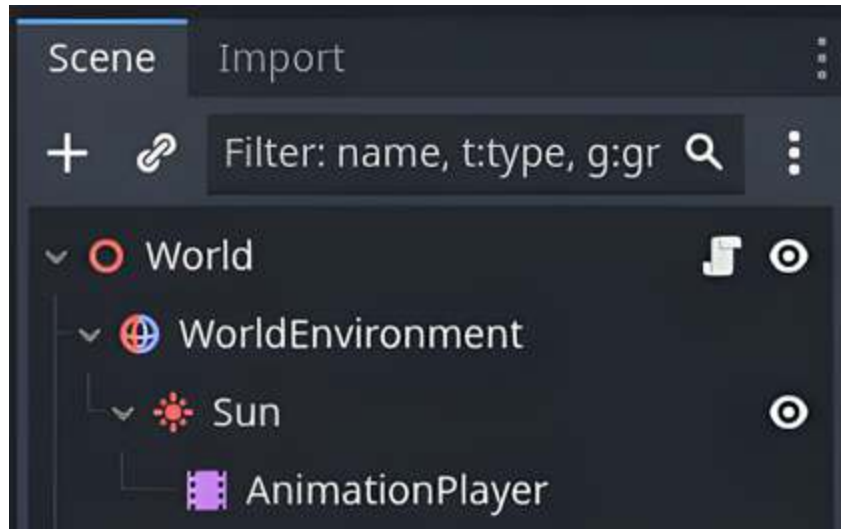 Scene Import
Filter: name, t:type, g:gr
World
WorldEnvironment
Sun
AnimationPlayer